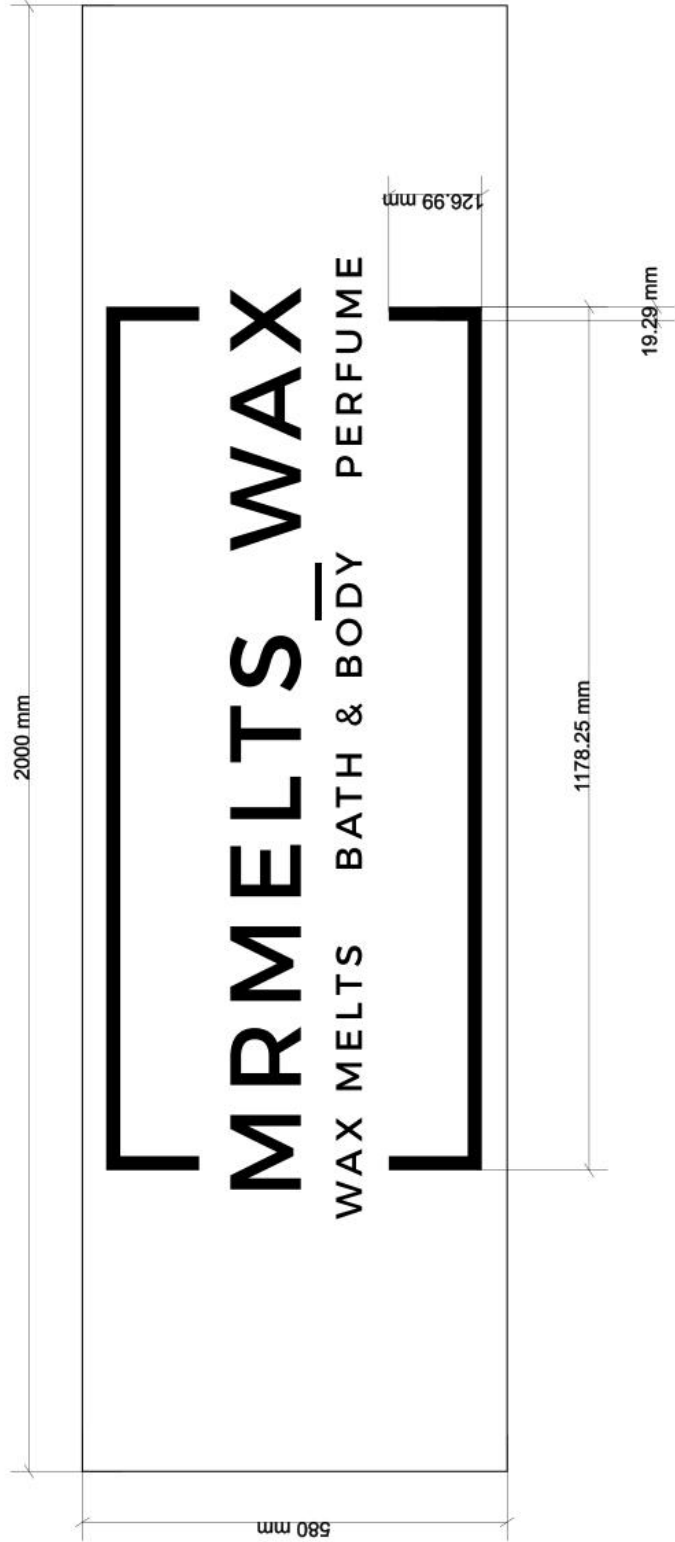 2000 mm
580 mm
MRMELTS_WAX
WAX MELTS BATH & BODY PERFUME
126.99 mm
1178.25 mm
19.29 mm